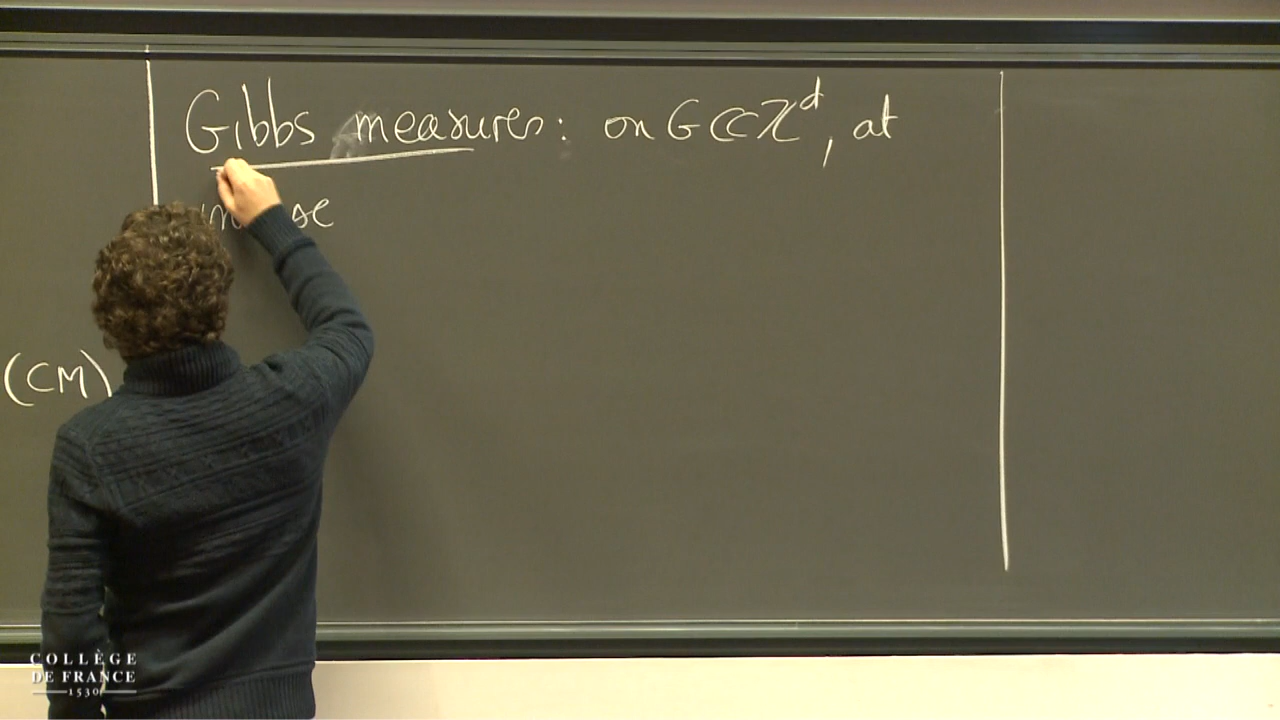 Gibbs measures: on G ⊂⊂ ℤ^d, at
(CM)
COLLÈGE
DE FRANCE
1530